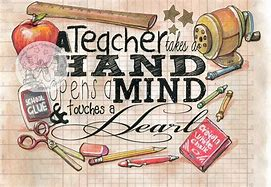 A Teacher takes a
HAND
opens a MIND
& touches a
Heart
SCHOOL
GLUE